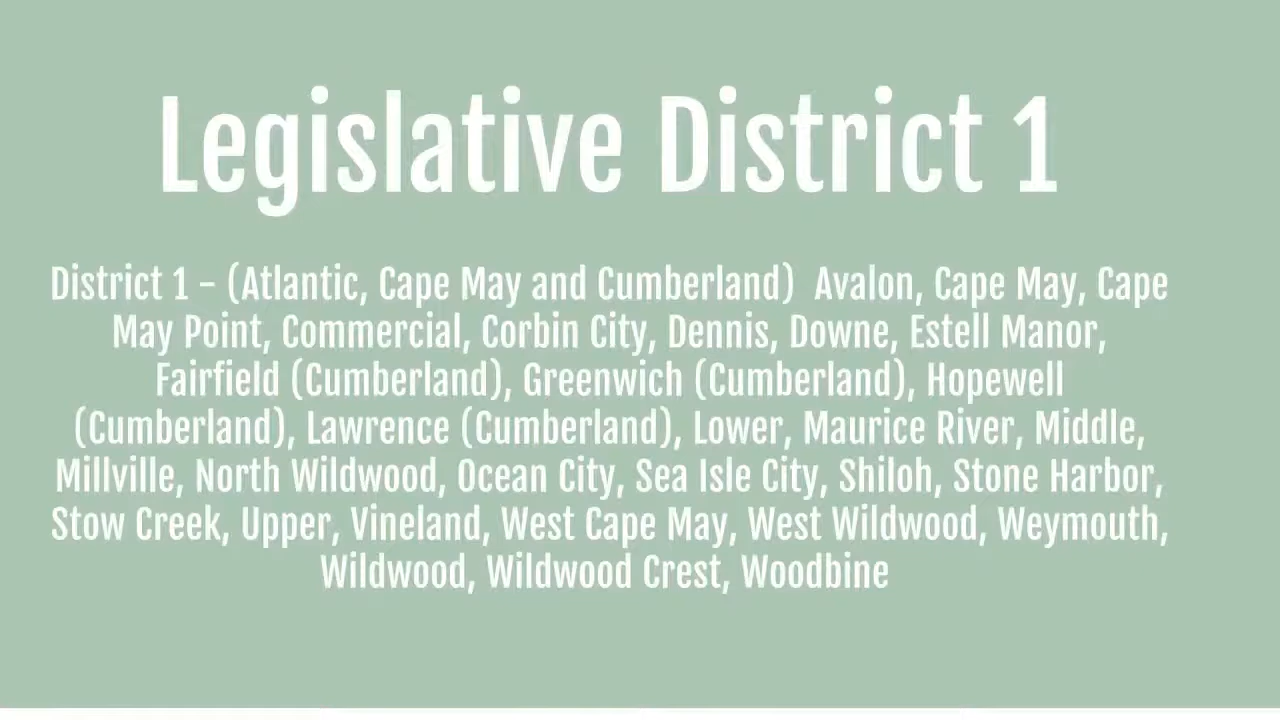 Legislative District 1
District 1 – (Atlantic, Cape May and Cumberland)  Avalon, Cape May, Cape
May Point, Commercial, Corbin City, Dennis, Downe, Estell Manor,
Fairfield (Cumberland), Greenwich (Cumberland), Hopewell
(Cumberland), Lawrence (Cumberland), Lower, Maurice River, Middle,
Millville, North Wildwood, Ocean City, Sea Isle City, Shiloh, Stone Harbor,
Stow Creek, Upper, Vineland, West Cape May, West Wildwood, Weymouth,
Wildwood, Wildwood Crest, Woodbine